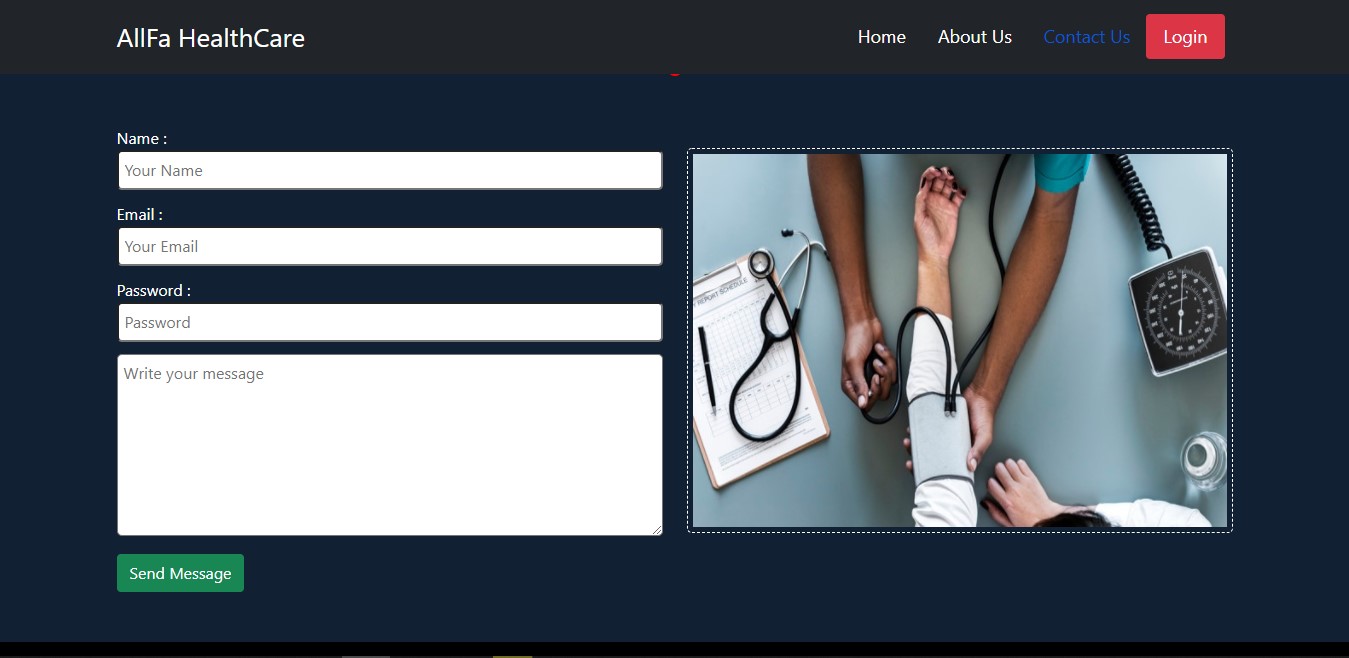 AllFa HealthCare
Home
About Us
Contact Us
Login
Name :
Your Name
Email :
Your Email
Password :
Password
Write your message
Send Message
REPORT SCHEDULE